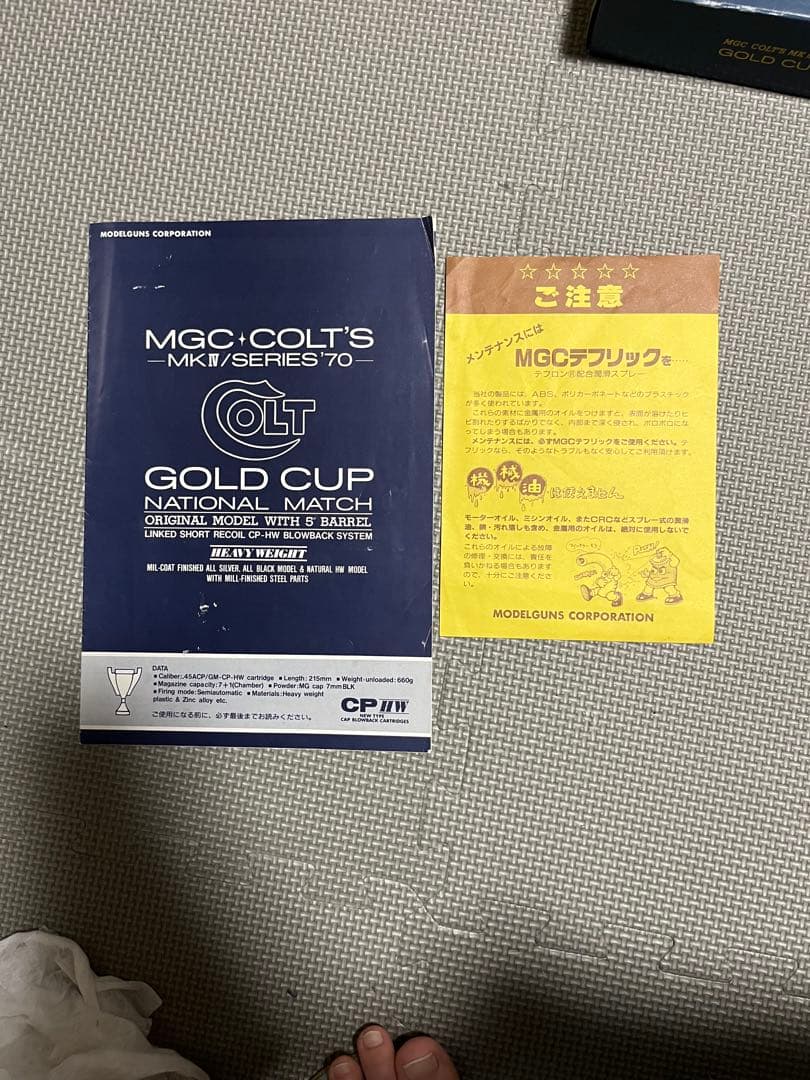 MGC COLT'S MK
GOLD CU
MODELGUNS CORPORATION
MGC COLT'S
MKⅣ/SERIES '70
COLT
GOLD CUP
NATIONAL MATCH
ORIGINAL MODEL WITH 5" BARREL
LINKED SHORT RECOIL CP-HW BLOWBACK SYSTEM
HEAVY WEIGHT
MIL-COAT FINISHED ALL SILVER, ALL BLACK MODEL & NATURAL HW MODEL
WITH MILL-FINISHED STEEL PARTS
DATA
● Caliber:.45ACP/GM-CP-HW cartridge ● Length:215mm ● Weight-unloaded:660g
● Magazine capacity:7+1(Chamber) ● Powder:MG cap 7mmBLK
● Firing mode:Semiautomatic ● Materials:Heavy weight
plastic & Zinc alloy etc.
ご使用になる前に、必ず最後までお読みください。
CP HW
NEW TYPE
CAP BLOWBACK CARTRIDGES
☆☆☆☆☆
ご注意
メンテナンスには
MGCテフリックを……
テフロンⓇ配合潤滑スプレー
当社の製品には、ABS、ポリカーボネートなどのプラスチック
が多く使われています。
これらの素材に金属用のオイルをつけますと、表面が溶けたりヒ
ビ割れたりするばかりでなく、内部まで深く侵され、ボロボロにな
ってしまう場合もあります。
メンテナンスには、必ずMGCテフリックをご使用ください。テ
フリックなら、そのようなトラブルもなく安心してご利用頂けます。
機械油は使えません
モーターオイル、ミシンオイル、またCRCなどスプレー式の潤滑
油、錆・汚れ落しも含め、金属用のオイルは、絶対に使用しないで
ください。
これらのオイルによる故障
の修理・交換には、責任を
負いかねる場合もあります
ので、十分にご注意くださ
い。
MODELGUNS CORPORATION